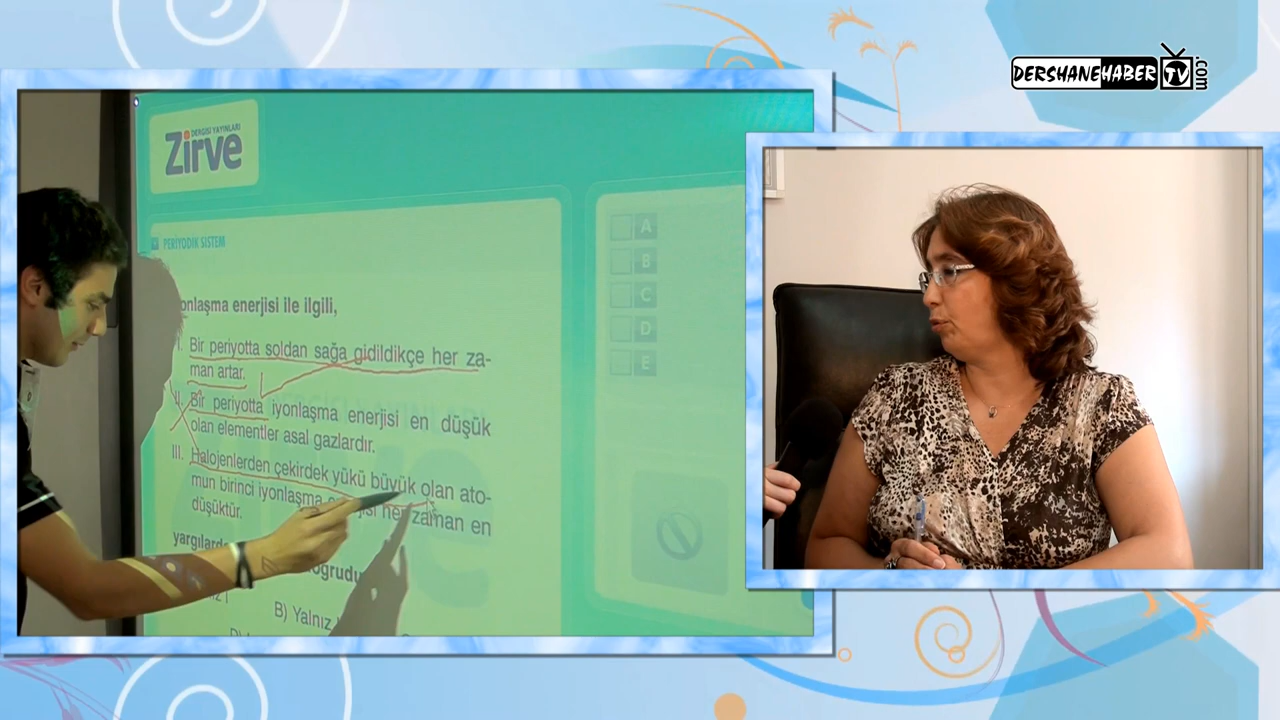 DERSHANEHABER TV .com
DERGİSİ YAYINLARI
Zirve
PERİYODİK SİSTEM
onlaşma enerjisi ile ilgili,
I. Bir periyotta soldan sağa gidildikçe her za-
man artar.
II. Bir periyotta iyonlaşma enerjisi en düşük
olan elementler asal gazlardır.
III. Halojenlerden çekirdek yükü büyük olan ato-
mun birinci iyonlaşma her zaman en
düşüktür.
B) Yalnız
A
B
C
D
E